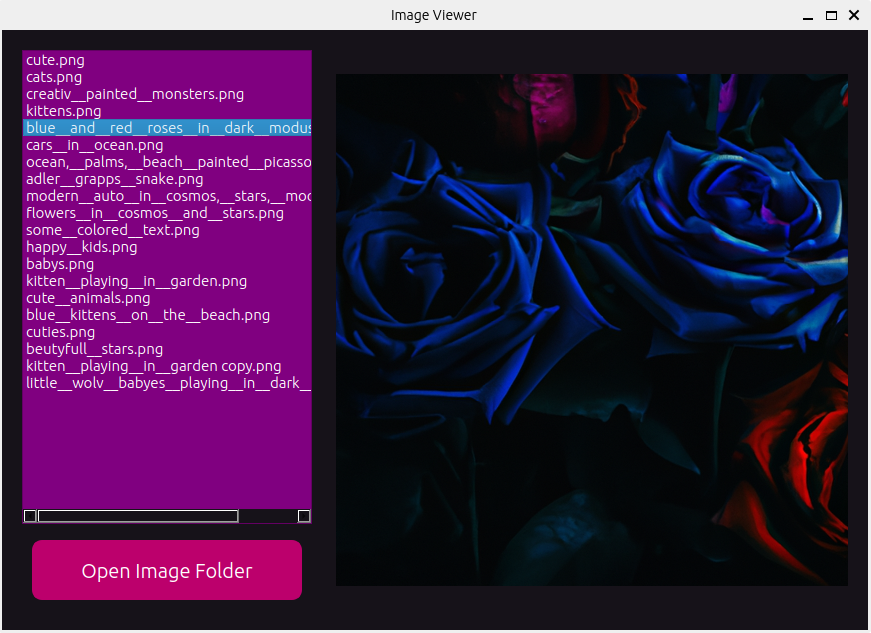 Image Viewer
cute.png
cats.png
creativ__painted__monsters.png
kittens.png
blue__and__red__roses__in__dark__modus
cars__in__ocean.png
ocean,__palms,__beach__painted__picasso
adler__grapps__snake.png
modern__auto__in__cosmos,__stars,__moo
flowers__in__cosmos__and__stars.png
some__colored__text.png
happy__kids.png
babys.png
kitten__playing__in__garden.png
cute__animals.png
blue__kittens__on__the__beach.png
cuties.png
beutyfull__stars.png
kitten__playing__in__garden copy.png
little__wolv__babyes__playing__in__dark__
Open Image Folder